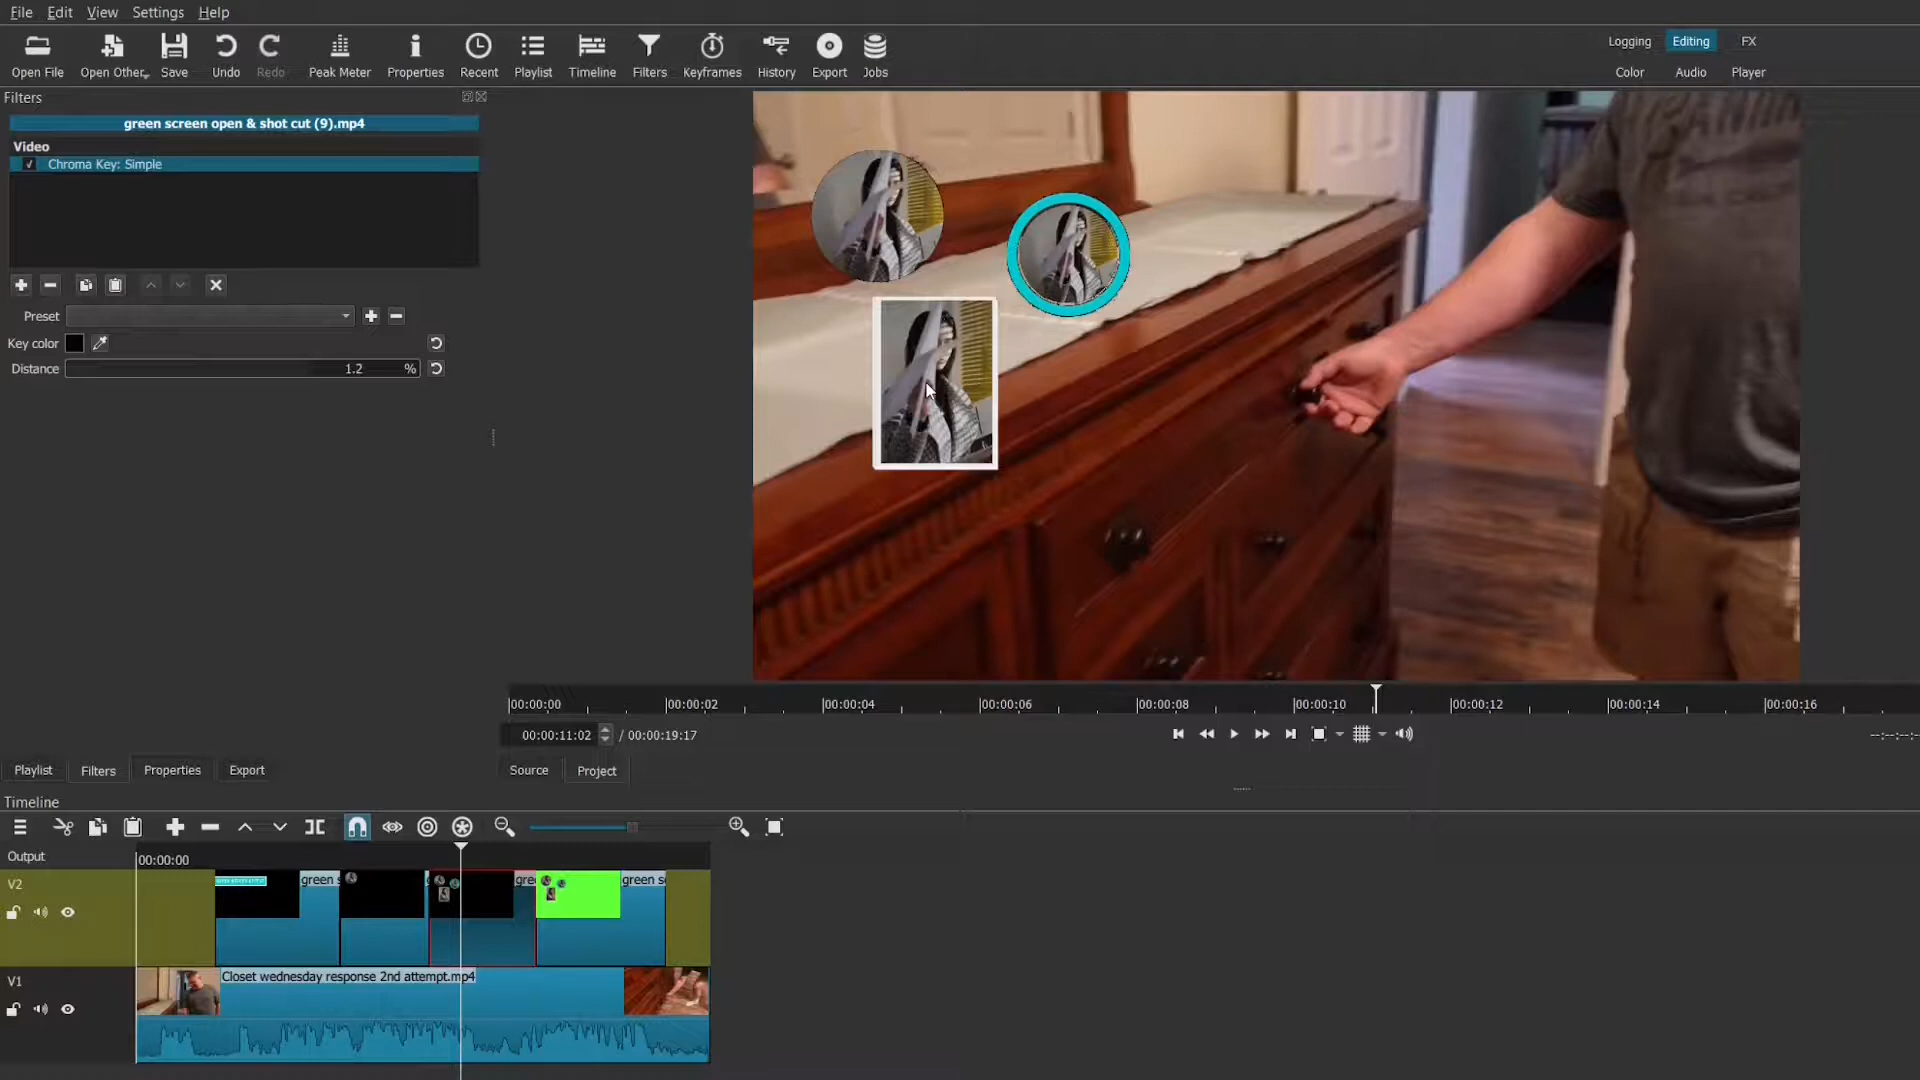 File Edit View Settings Help
Open File Open Other Save Undo Redo Peak Meter Properties Recent Playlist Timeline Filters Keyframes History Export Jobs
Logging Editing FX
Color Audio Player
Filters
green screen open & shot cut (9).mp4
Video
Chroma Key: Simple
Preset
Key color
Distance 1.2 %
00:00:00 00:00:02 00:00:04 00:00:06 00:00:08 00:00:10 00:00:12 00:00:14 00:00:16
00:00:11:02 / 00:00:19:17
--:--:--
Playlist Filters Properties Export
Source Project
Timeline
Output
00:00:00
V2
green s
gree
green s
V1
Closet wednesday response 2nd attempt.mp4